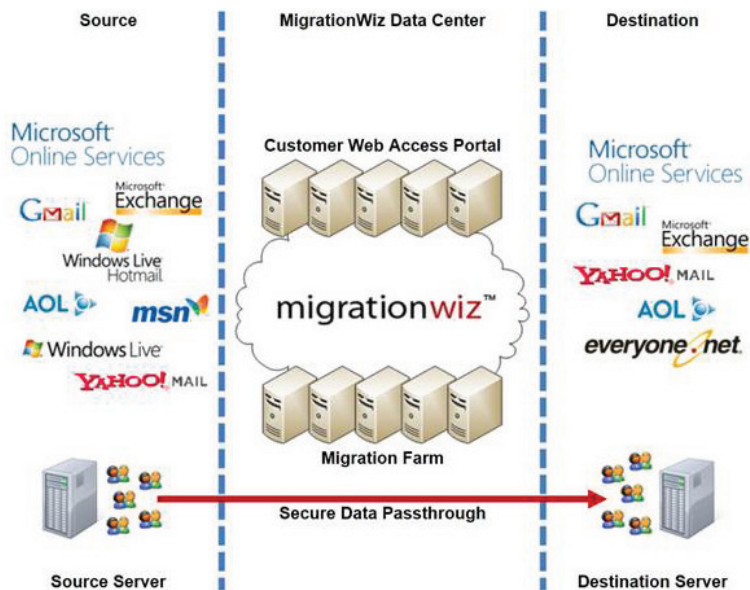 Source
MigrationWiz Data Center
Destination
Microsoft®
Online Services
Gmail
Microsoft®
Exchange
Windows Live™
Hotmail
AOL
msn
Windows Live™
YAHOO! MAIL
Customer Web Access Portal
migrationwiz™
Migration Farm
Microsoft®
Online Services
Gmail
Microsoft®
Exchange
YAHOO! MAIL
AOL
everyone.net
Secure Data Passthrough
Source Server
Destination Server